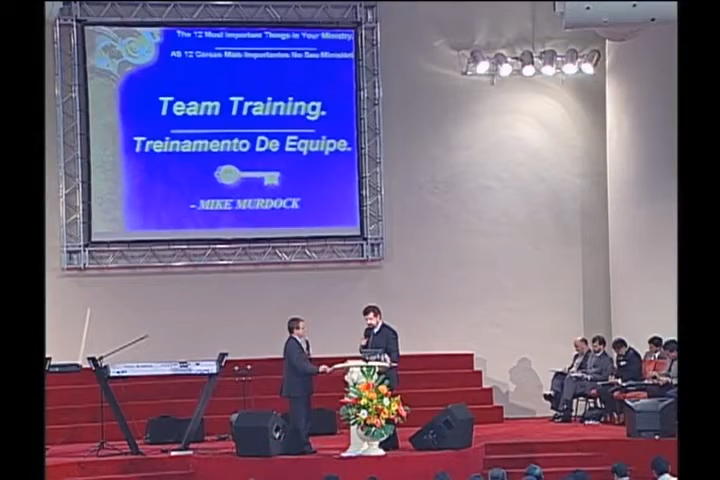 The 12 Most Important Things in Your Ministry.
AS 12 Coisas Mais Importantes No Seu Ministério
Team Training.
Treinamento De Equipe.
- MIKE MURDOCK